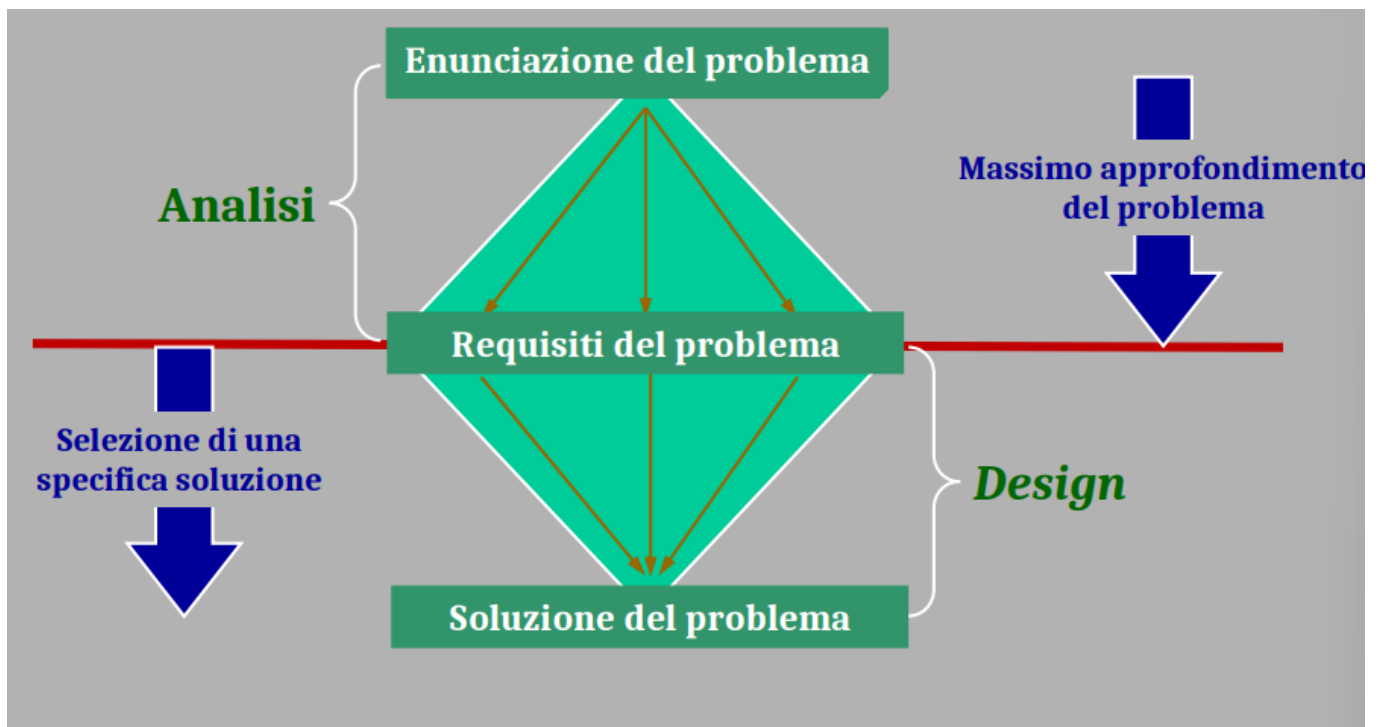 Enunciazione del problema
Massimo approfondimento
del problema
Analisi
Requisiti del problema
Selezione di una
specifica soluzione
Design
Soluzione del problema